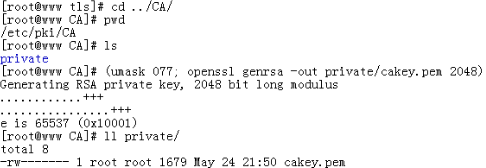 [root@www tls]# cd ../CA/
[root@www CA]# pwd
/etc/pki/CA
[root@www CA]# ls
private
[root@www CA]# (umask 077; openssl genrsa -out private/cakey.pem 2048)
Generating RSA private key, 2048 bit long modulus
............+++
................+++
e is 65537 (0x10001)
[root@www CA]# ll private/
total 8
-rw------- 1 root root 1679 May 24 21:50 cakey.pem